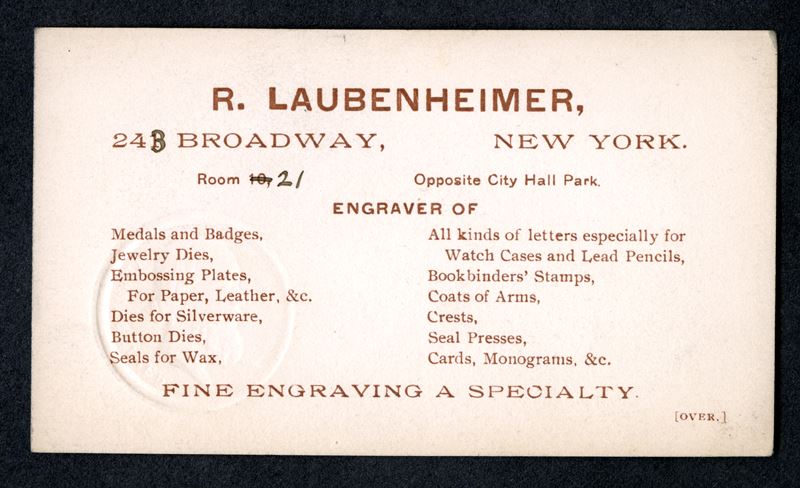 R. LAUBENHEIMER,
243 BROADWAY, NEW YORK.
Room 10, 21 Opposite City Hall Park.
ENGRAVER OF
Medals and Badges,
Jewelry Dies,
Embossing Plates,
For Paper, Leather, &c.
Dies for Silverware,
Button Dies,
Seals for Wax,
All kinds of letters especially for
Watch Cases and Lead Pencils,
Bookbinders' Stamps,
Coats of Arms,
Crests,
Seal Presses,
Cards, Monograms, &c.
FINE ENGRAVING A SPECIALTY.
[OVER.]